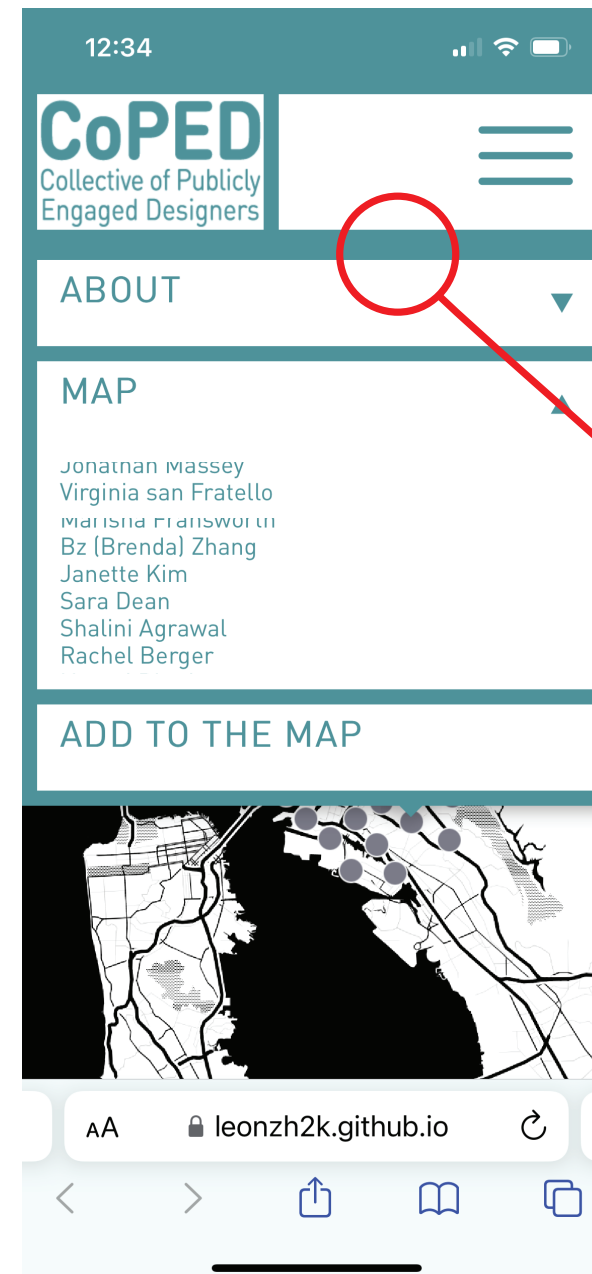 12:34
CoPED
Collective of Publicly
Engaged Designers
ABOUT
MAP
Jonathan Massey
Virginia san Fratello
Marisha Fransworth
Bz (Brenda) Zhang
Janette Kim
Sara Dean
Shalini Agrawal
Rachel Berger
ADD TO THE MAP
AA
leonzh2k.github.io